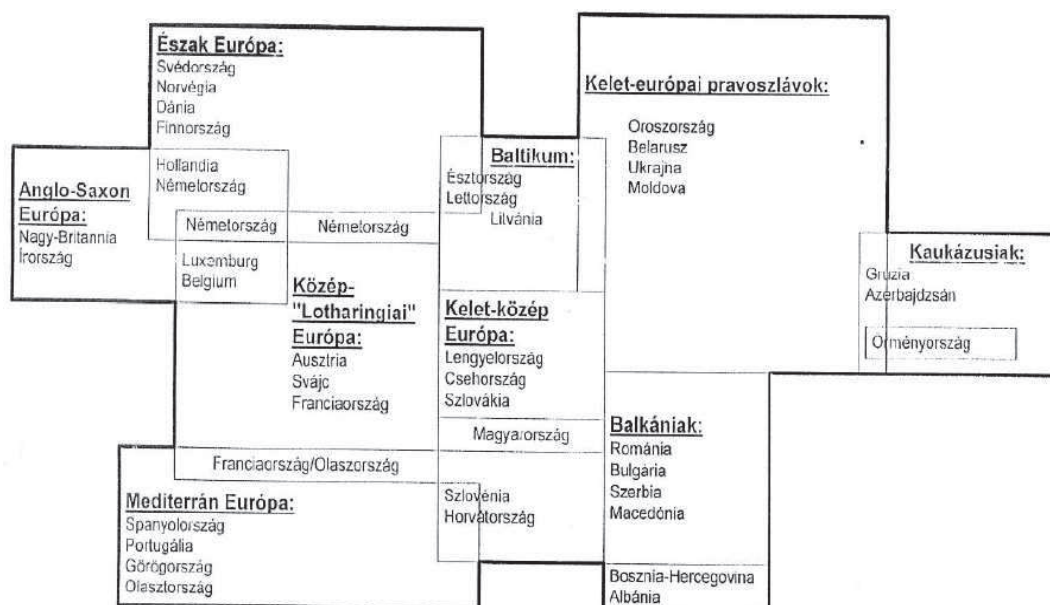 Észak Európa:
Svédország
Norvégia
Dánia
Finnország
Hollandia
Németország
Anglo-Saxon
Európa:
Nagy-Britannia
Írország
Németország
Németország
Luxemburg
Belgium
Közép-
"Lotharingiai"
Európa:
Ausztria
Svájc
Franciaország
Franciaország/Olaszország
Mediterrán Európa:
Spanyolország
Portugália
Görögország
Olasztország
Baltikum:
Észtország
Lettország
Litvánia
Kelet-közép
Európa:
Lengyelország
Csehország
Szlovákia
Magyarország
Szlovénia
Horvátország
Kelet-európai pravoszlávok:
Oroszország
Belarusz
Ukrajna
Moldova
Kaukázusiak:
Gruzia
Azerbajdzsán
Örményország
Balkániak:
Románia
Bulgária
Szerbia
Macedónia
Bosznia-Hercegovina
Albánia